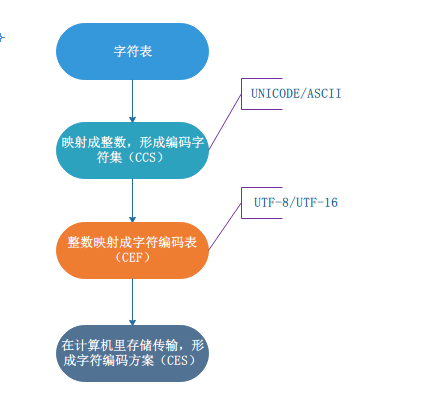 字符表
UNICODE/ASCII
映射成整数，形成编码字
符集（CCS）
UTF-8/UTF-16
整数映射成字符编码表
（CEF）
在计算机里存储传输，形
成字符编码方案（CES）